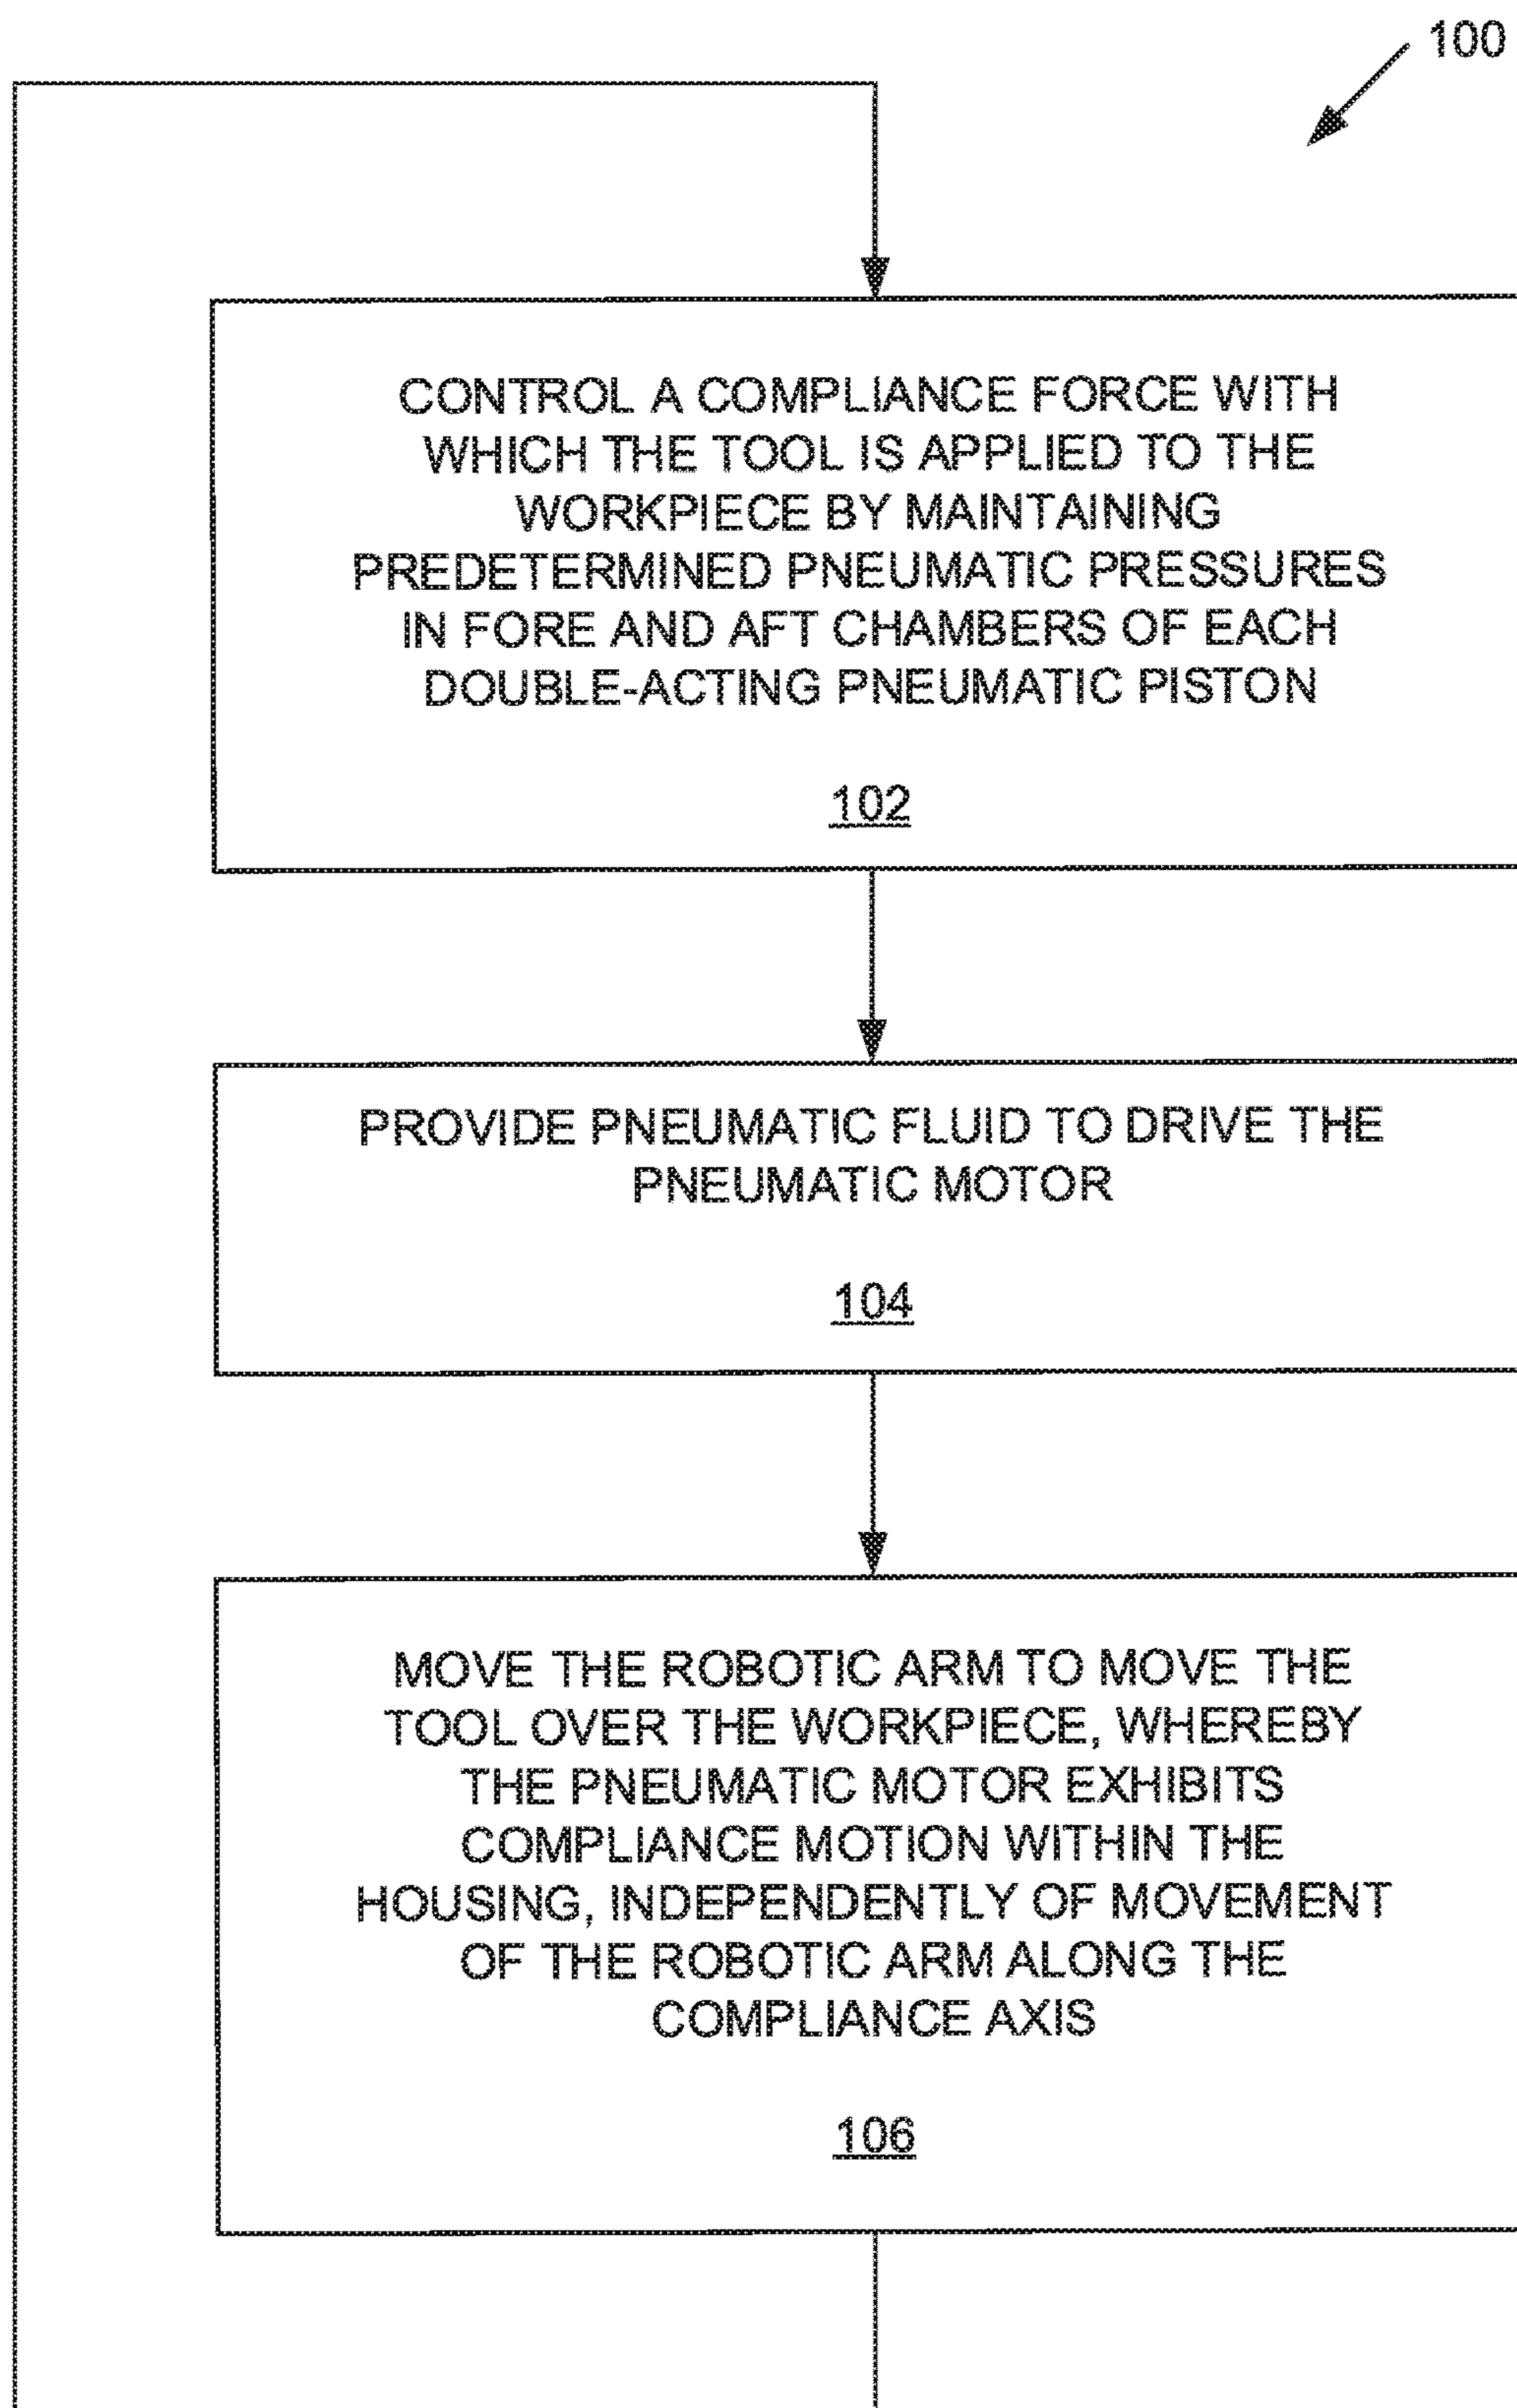 100
CONTROL A COMPLIANCE FORCE WITH
WHICH THE TOOL IS APPLIED TO THE
WORKPIECE BY MAINTAINING
PREDETERMINED PNEUMATIC PRESSURES
IN FORE AND AFT CHAMBERS OF EACH
DOUBLE-ACTING PNEUMATIC PISTON
102
PROVIDE PNEUMATIC FLUID TO DRIVE THE
PNEUMATIC MOTOR
104
MOVE THE ROBOTIC ARM TO MOVE THE
TOOL OVER THE WORKPIECE, WHEREBY
THE PNEUMATIC MOTOR EXHIBITS
COMPLIANCE MOTION WITHIN THE
HOUSING, INDEPENDENTLY OF MOVEMENT
OF THE ROBOTIC ARM ALONG THE
COMPLIANCE AXIS
106